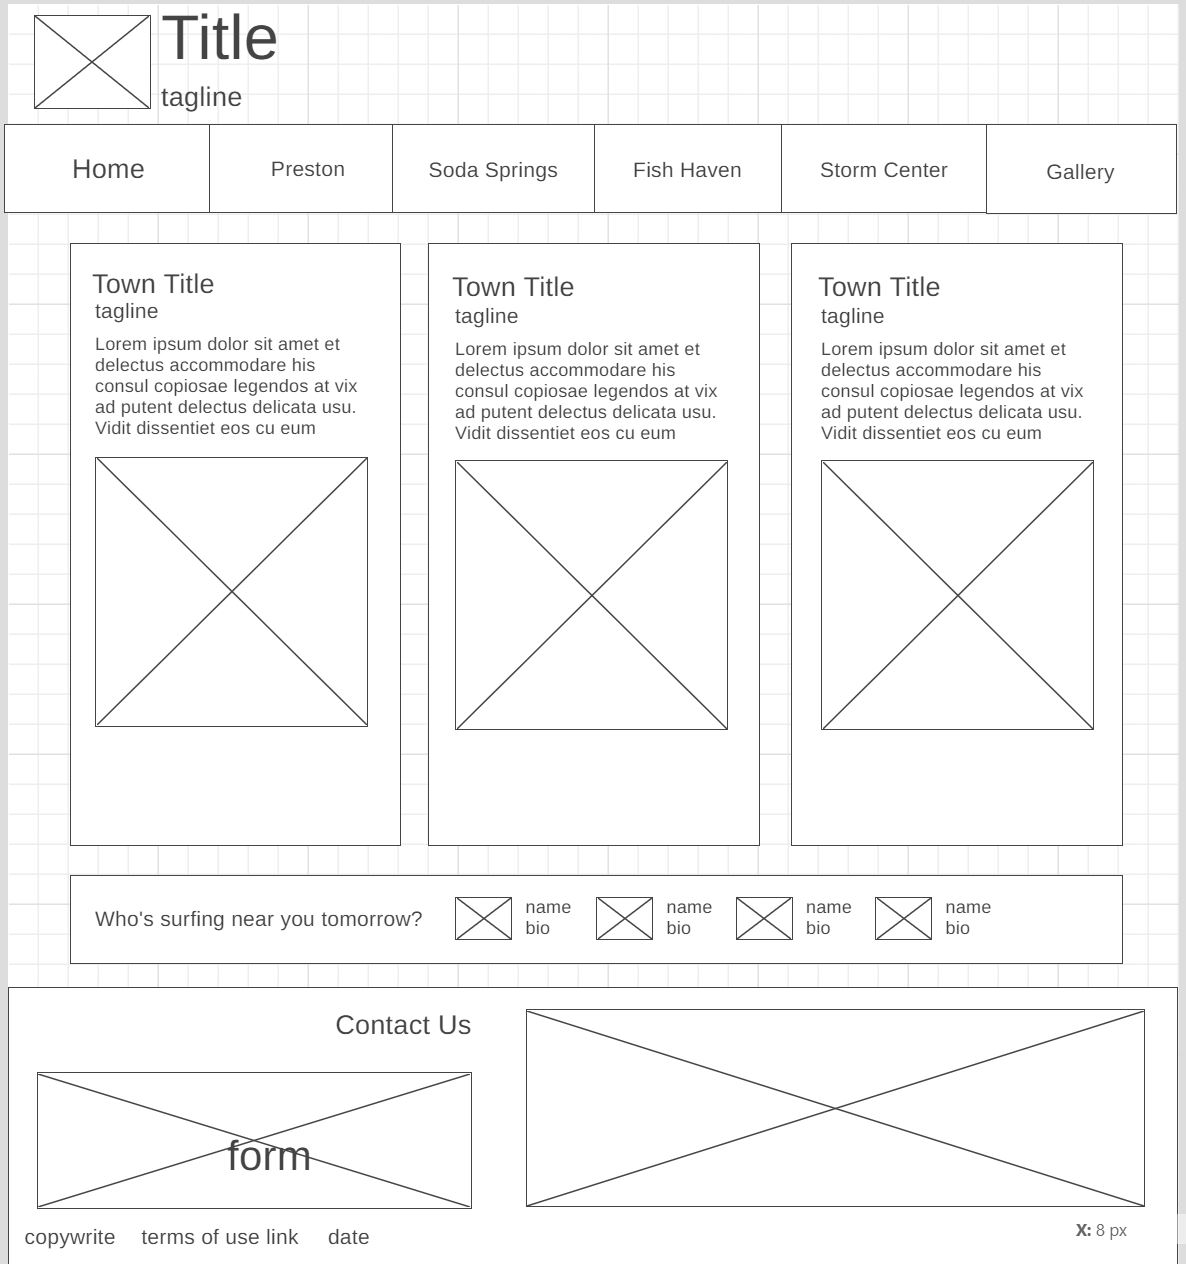 Title
tagline
Home
Preston
Soda Springs
Fish Haven
Storm Center
Gallery
Town Title
tagline
Lorem ipsum dolor sit amet et
delectus accommodare his
consul copiosae legendos at vix
ad putent delectus delicata usu.
Vidit dissentiet eos cu eum
Town Title
tagline
Lorem ipsum dolor sit amet et
delectus accommodare his
consul copiosae legendos at vix
ad putent delectus delicata usu.
Vidit dissentiet eos cu eum
Town Title
tagline
Lorem ipsum dolor sit amet et
delectus accommodare his
consul copiosae legendos at vix
ad putent delectus delicata usu.
Vidit dissentiet eos cu eum
Who's surfing near you tomorrow?
name
bio
name
bio
name
bio
name
bio
Contact Us
form
copywrite
terms of use link
date
X: 8 px